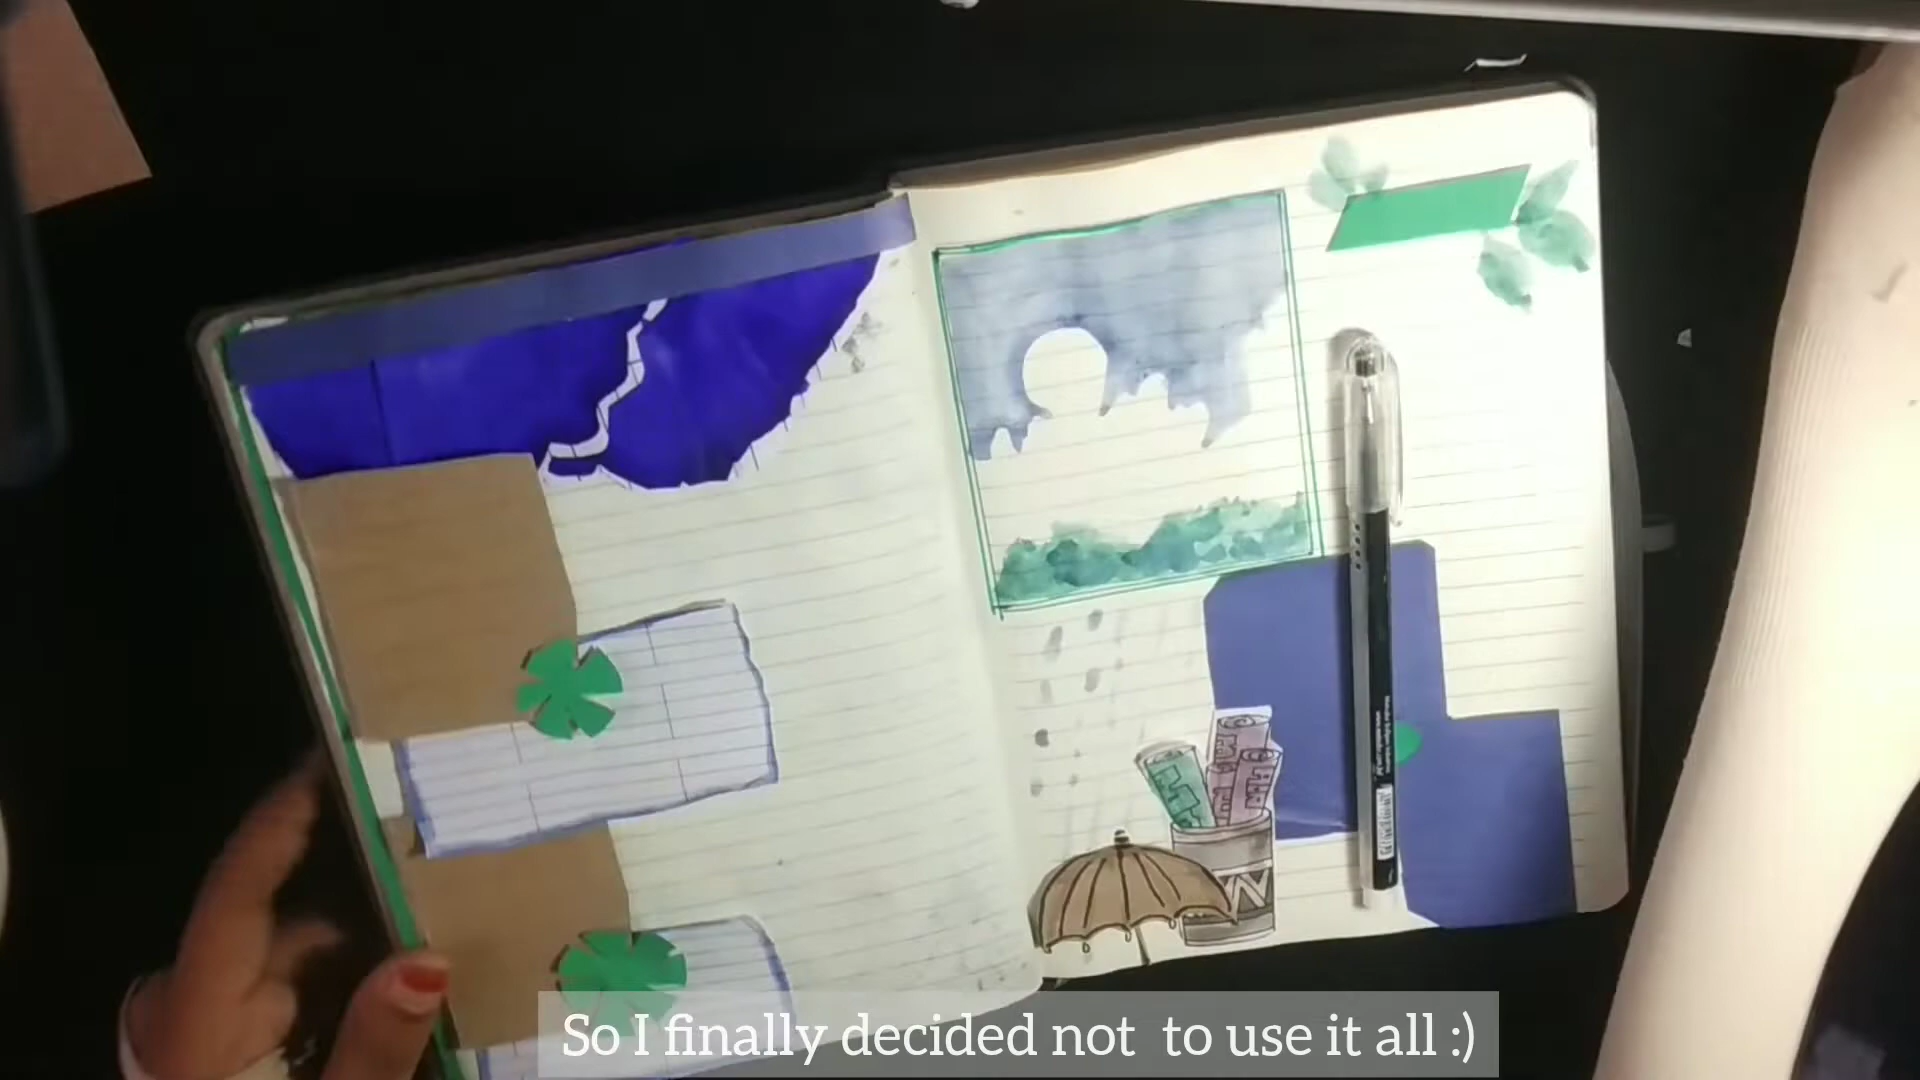 So I finally decided not  to use it all :)